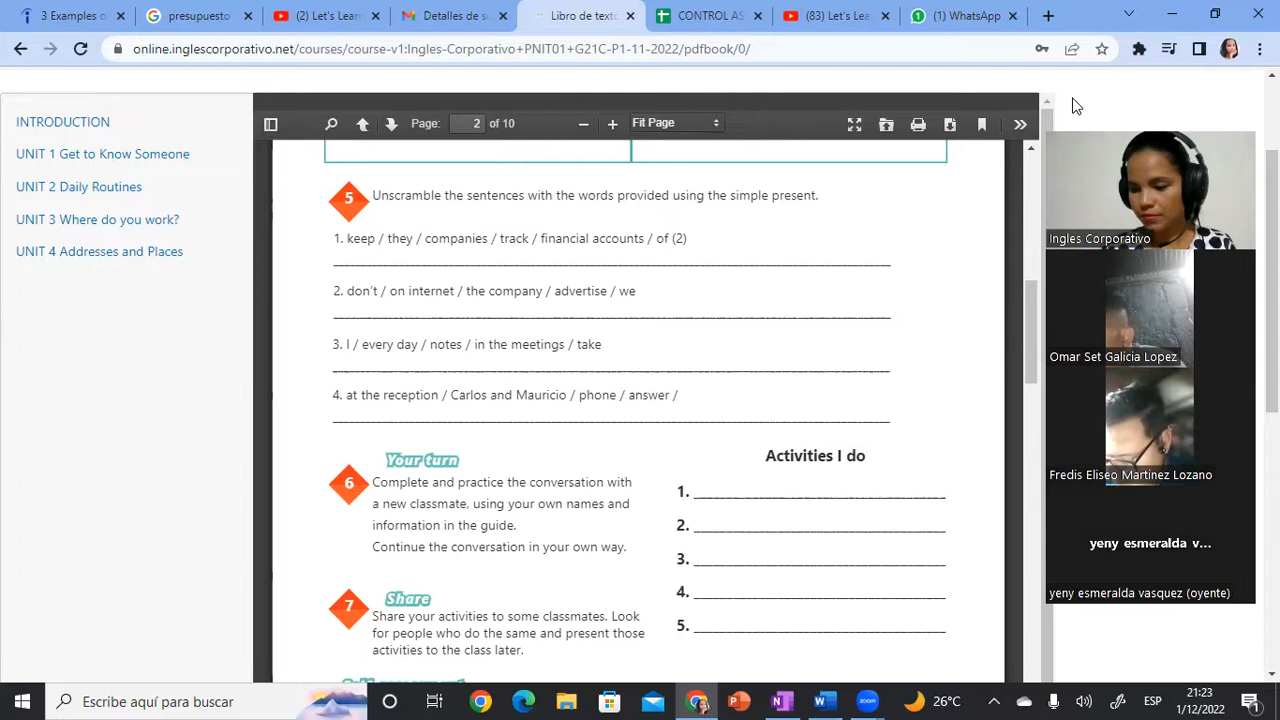 3 Examples of
presupuesto
(2) Let's Lear
Detalles de su
Libro de texto
CONTROL AS
(83) Let's Lea
(1) WhatsApp
online.inglescorporativo.net/courses/course-v1:Ingles-Corporativo+PNIT01+G21C-P1-11-2022/pdfbook/0/
INTRODUCTION
UNIT 1 Get to Know Someone
UNIT 2 Daily Routines
UNIT 3 Where do you work?
UNIT 4 Addresses and Places
Page: 2 of 10
Fit Page
5 Unscramble the sentences with the words provided using the simple present.
1. keep / they / companies / track / financial accounts / of (2)
2. don't / on internet / the company / advertise / we
3. I / every day / notes / in the meetings / take
4. at the reception / Carlos and Mauricio / phone / answer /
Your turn
6 Complete and practice the conversation with
a new classmate, using your own names and
information in the guide.
Continue the conversation in your own way.
Activities I do
1.
2.
3.
4.
5.
Share
7 Share your activities to some classmates. Look
for people who do the same and present those
activities to the class later.
Ingles Corporativo
Omar Set Galicia Lopez
Fredis Eliseo Martinez Lozano
yeny esmeralda v...
yeny esmeralda vasquez (oyente)
Escribe aquí para buscar
26°C
ESP
21:23
1/12/2022